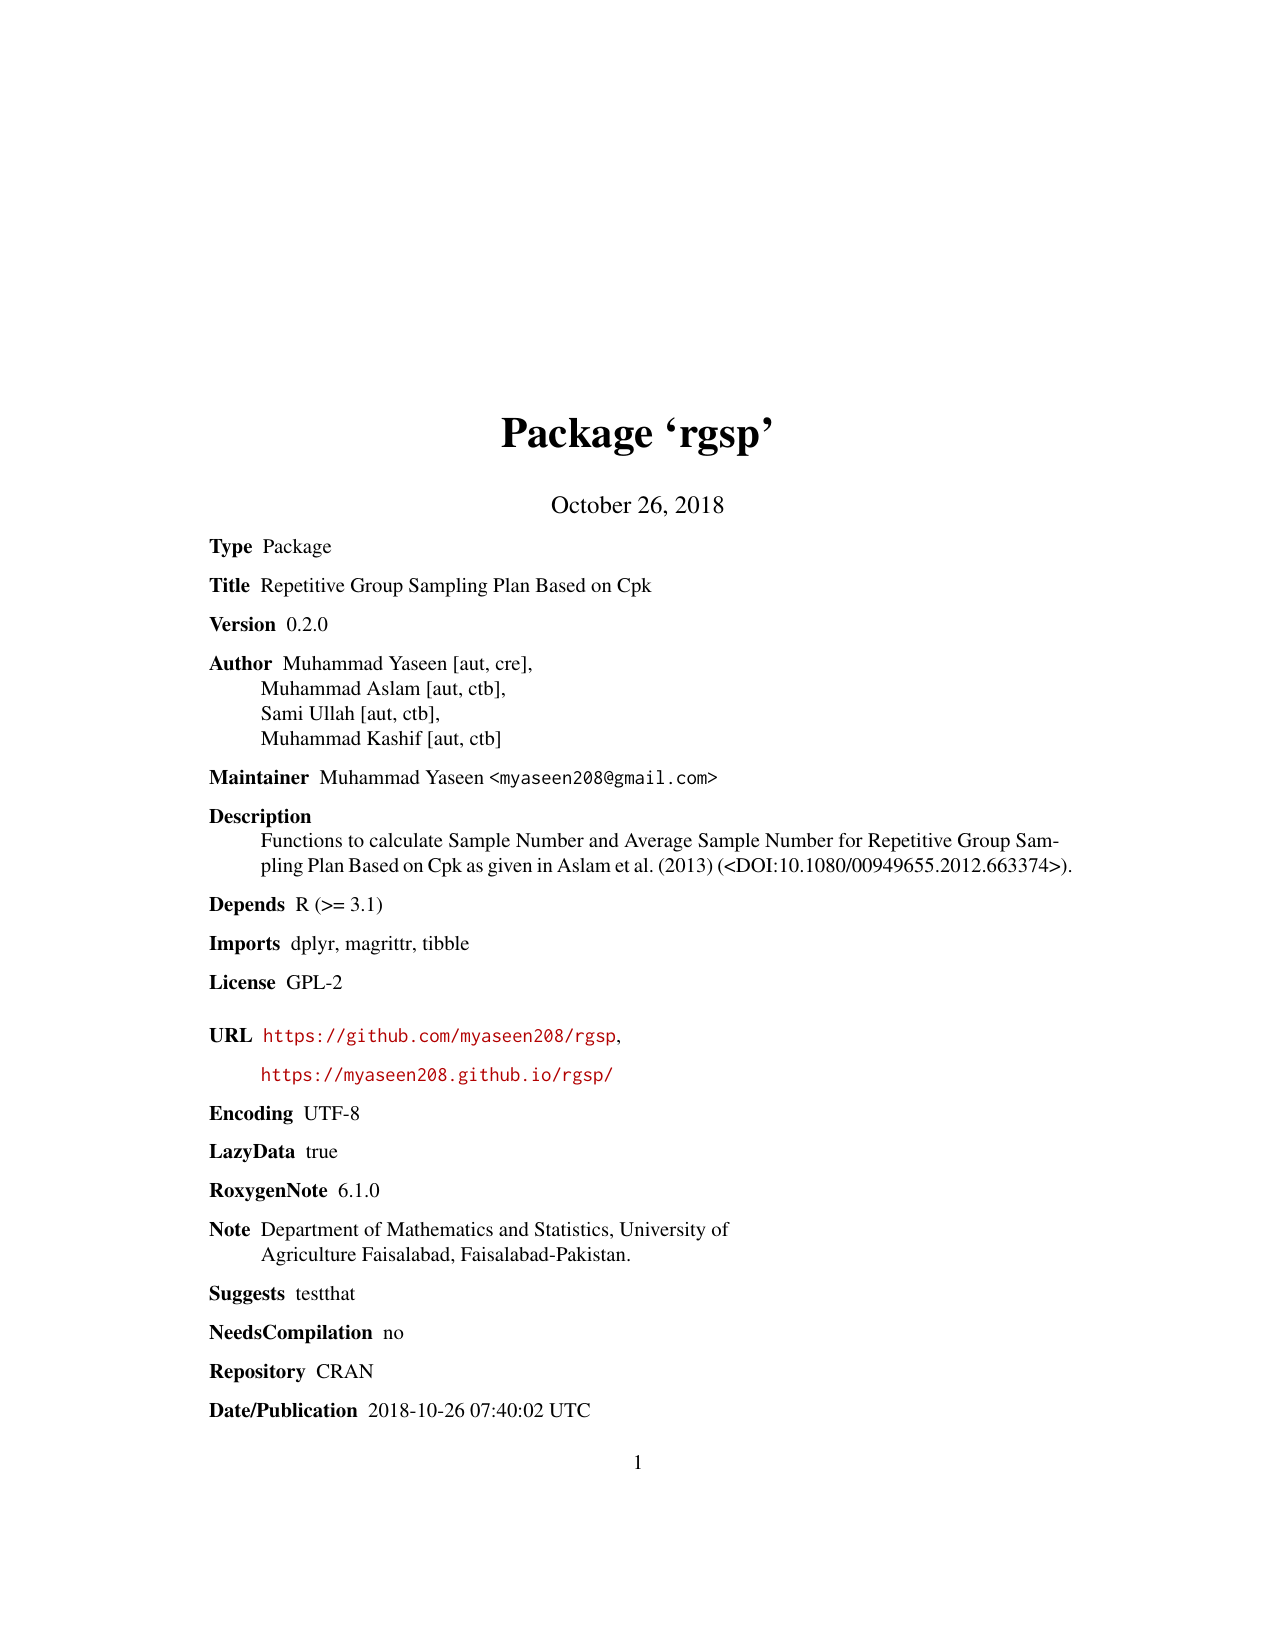 Package ‘rgsp’
October 26, 2018
Type Package
Title Repetitive Group Sampling Plan Based on Cpk
Version 0.2.0
Author Muhammad Yaseen [aut, cre],
Muhammad Aslam [aut, ctb],
Sami Ullah [aut, ctb],
Muhammad Kashif [aut, ctb]
Maintainer Muhammad Yaseen <myaseen208@gmail.com>
Description
Functions to calculate Sample Number and Average Sample Number for Repetitive Group Sam-
pling Plan Based on Cpk as given in Aslam et al. (2013) (<DOI:10.1080/00949655.2012.663374>).
Depends R (>= 3.1)
Imports dplyr, magrittr, tibble
License GPL-2
URL https://github.com/myaseen208/rgsp,
https://myaseen208.github.io/rgsp/
Encoding UTF-8
LazyData true
RoxygenNote 6.1.0
Note Department of Mathematics and Statistics, University of
Agriculture Faisalabad, Faisalabad-Pakistan.
Suggests testthat
NeedsCompilation no
Repository CRAN
Date/Publication 2018-10-26 07:40:02 UTC
1